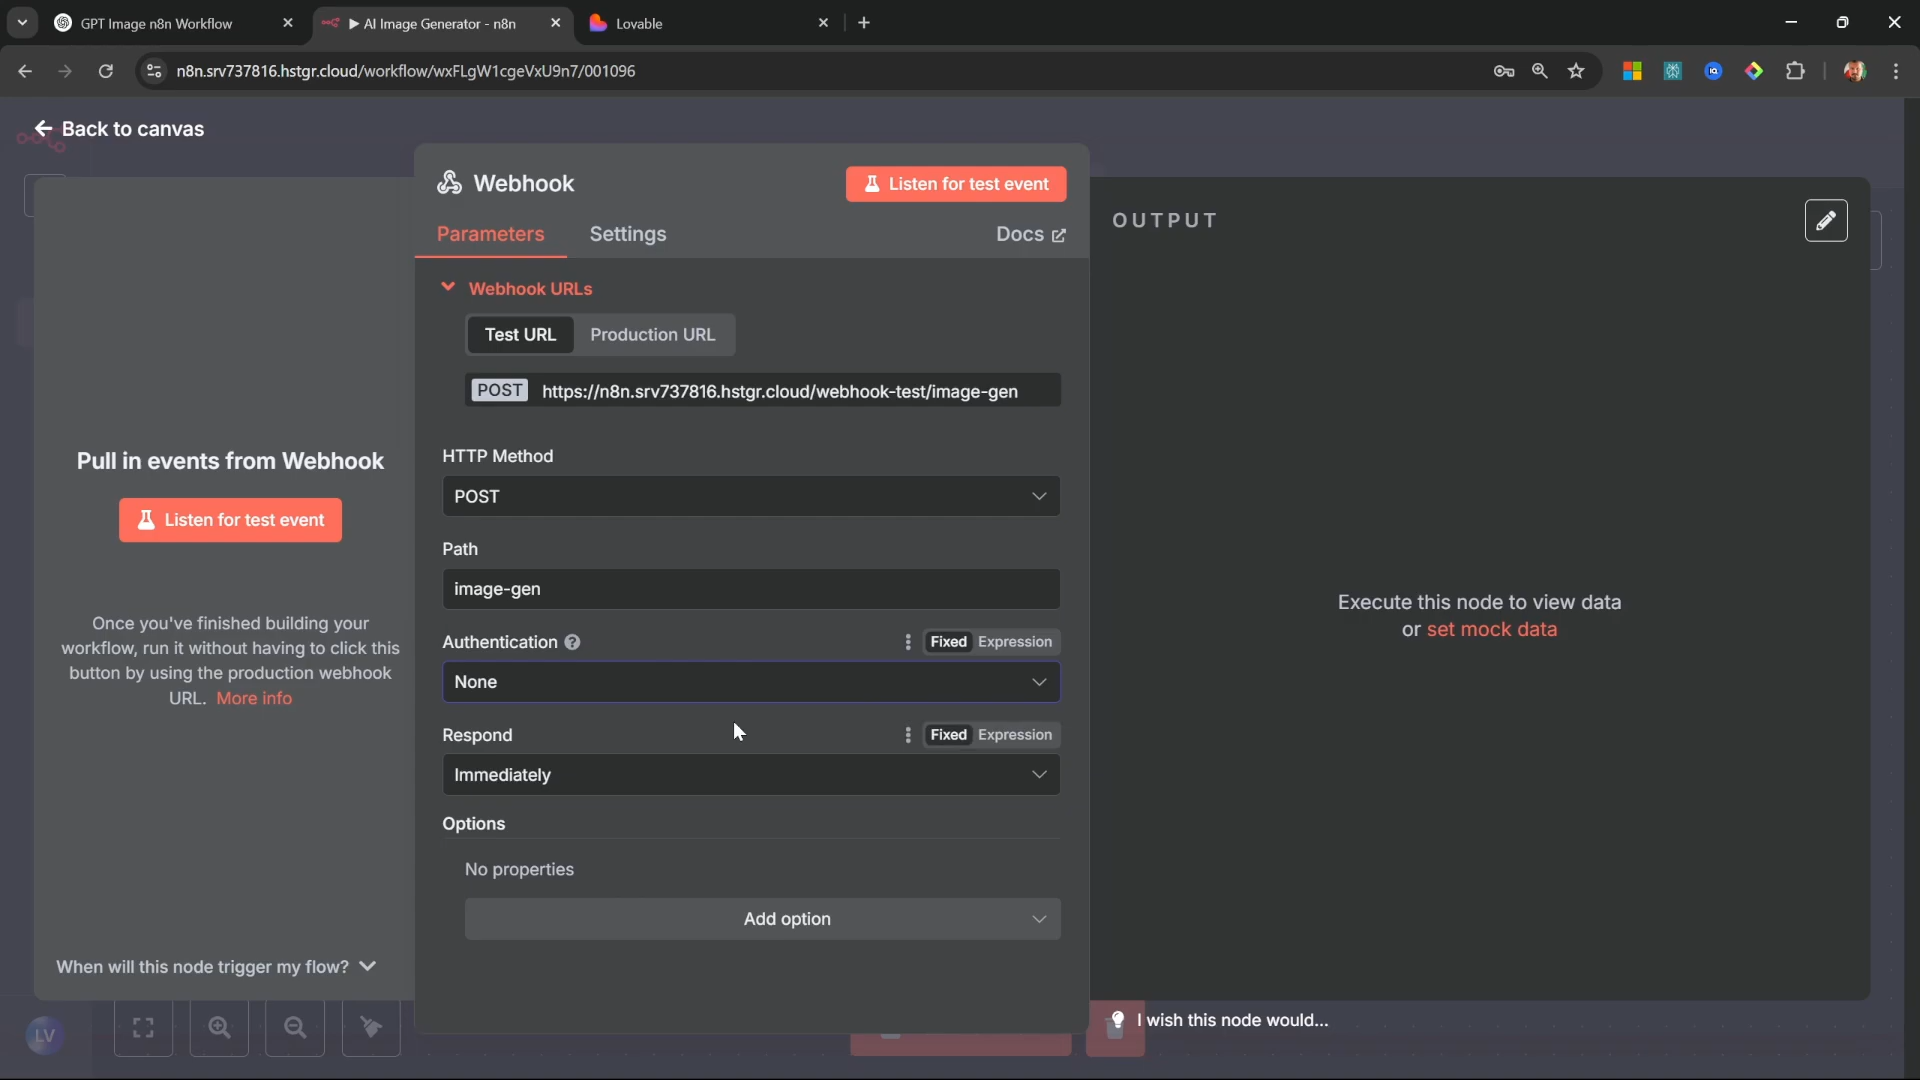 GPT Image n8n Workflow
▶ AI Image Generator - n8n
Lovable
n8n.srv737816.hstgr.cloud/workflow/wxFLgW1cgeVxU9n7/001096
Back to canvas
Webhook
Listen for test event
Parameters
Settings
Docs
OUTPUT
Webhook URLs
Test URL
Production URL
POST https://n8n.srv737816.hstgr.cloud/webhook-test/image-gen
HTTP Method
POST
Path
image-gen
Authentication
Fixed Expression
None
Respond
Fixed Expression
Immediately
Options
No properties
Add option
Pull in events from Webhook
Listen for test event
Once you've finished building your
workflow, run it without having to click this
button by using the production webhook
URL. More info
When will this node trigger my flow?
Execute this node to view data
or set mock data
I wish this node would...
LV